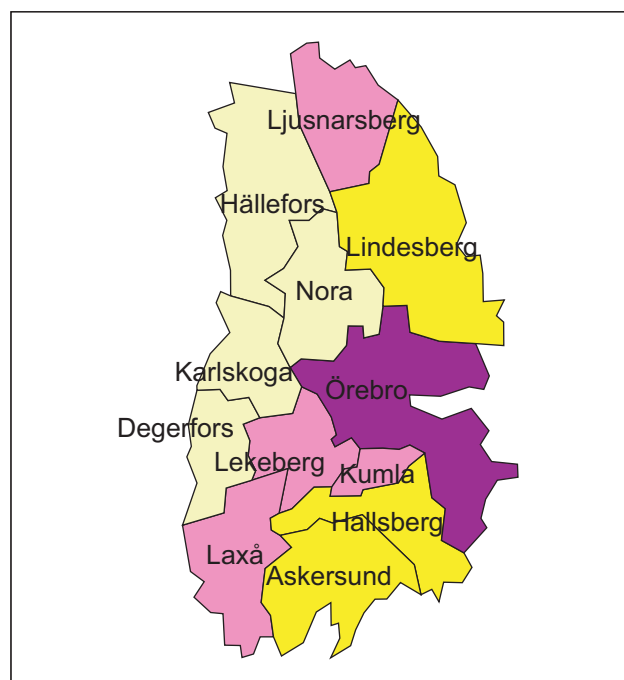 Ljusnarsberg
Hällefors
Lindesberg
Nora
Karlskoga
Örebro
Degerfors
Lekeberg
Kumla
Hallsberg
Laxå
Askersund